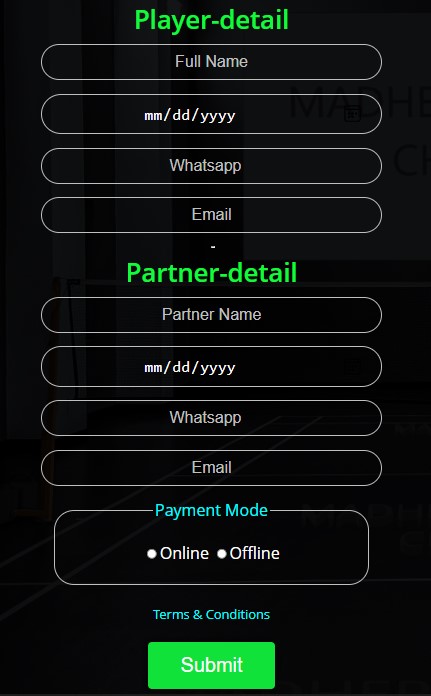 Player-detail
Full Name
mm/dd/yyyy
Whatsapp
Email
-
Partner-detail
Partner Name
mm/dd/yyyy
Whatsapp
Email
Payment Mode
Online Offline
Terms & Conditions
Submit